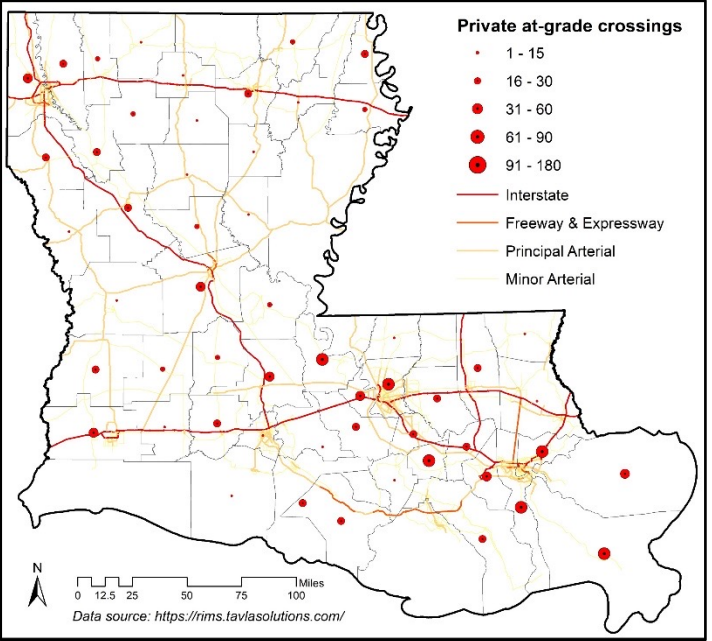 Private at-grade crossings
1 - 15
16 - 30
31 - 60
61 - 90
91 - 180
Interstate
Freeway & Expressway
Principal Arterial
Minor Arterial
N
Miles
0 12.5 25 50 75 100
Data source: https://rims.tavlasolutions.com/